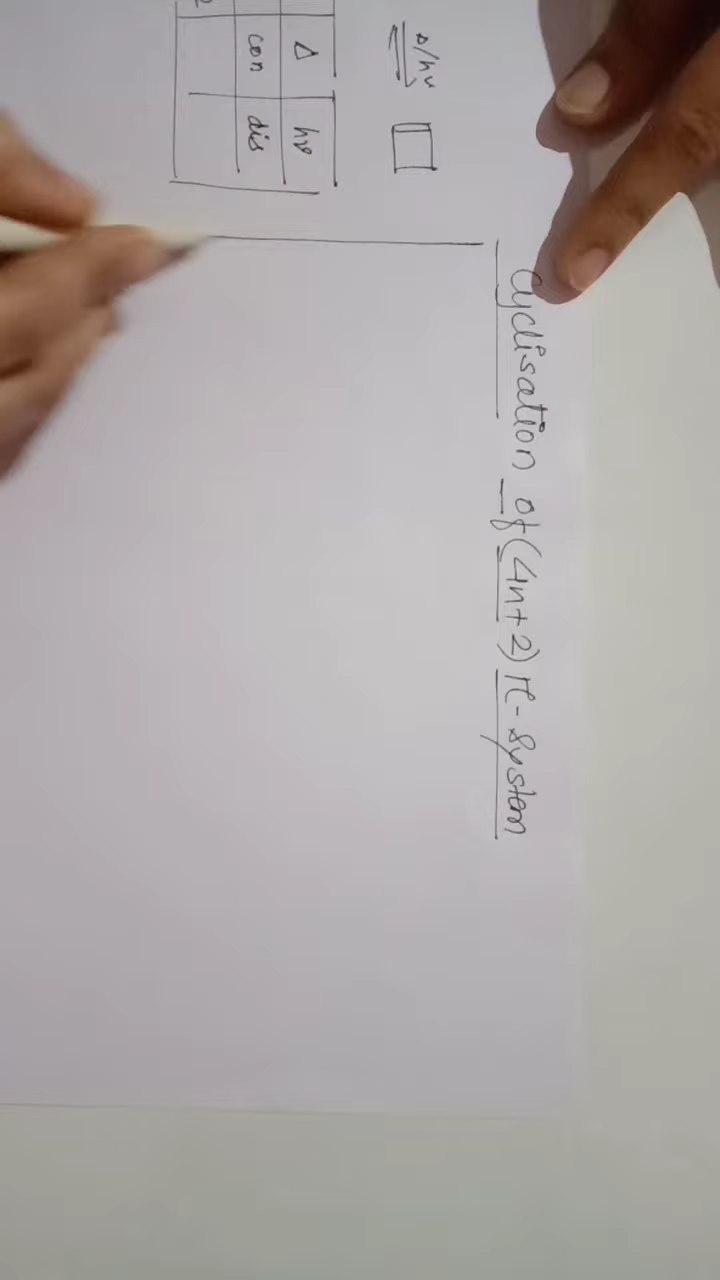 Δ/hν
Δ hν
con dis
Cyclisation of (4n+2) π-System